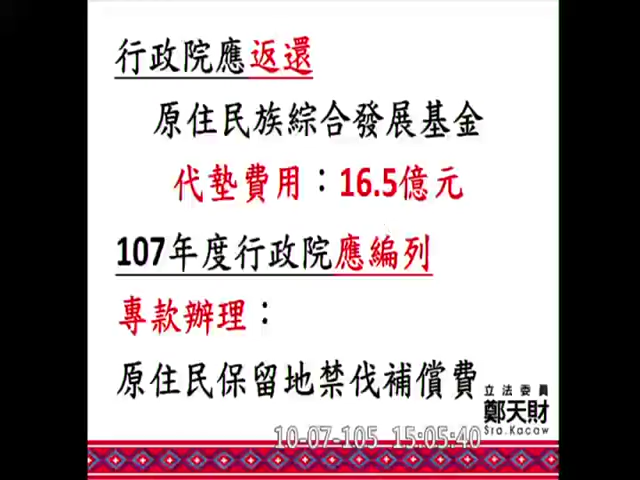 行政院應返還
原住民族綜合發展基金
代墊費用：16.5億元
107年度行政院應編列
專款辦理：
原住民保留地禁伐補償費
立法委員
鄭天財
Sra.Kacaw
10-07-105 15:05:40